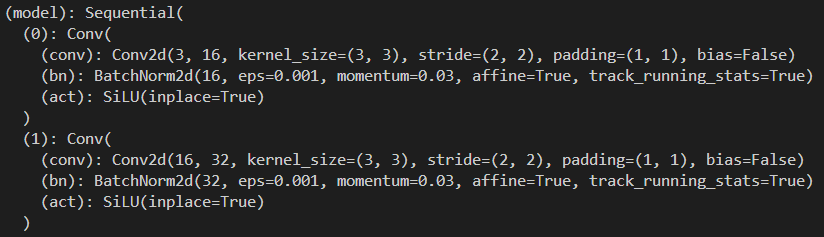 (model): Sequential(
  (0): Conv(
    (conv): Conv2d(3, 16, kernel_size=(3, 3), stride=(2, 2), padding=(1, 1), bias=False)
    (bn): BatchNorm2d(16, eps=0.001, momentum=0.03, affine=True, track_running_stats=True)
    (act): SiLU(inplace=True)
  )
  (1): Conv(
    (conv): Conv2d(16, 32, kernel_size=(3, 3), stride=(2, 2), padding=(1, 1), bias=False)
    (bn): BatchNorm2d(32, eps=0.001, momentum=0.03, affine=True, track_running_stats=True)
    (act): SiLU(inplace=True)
  )